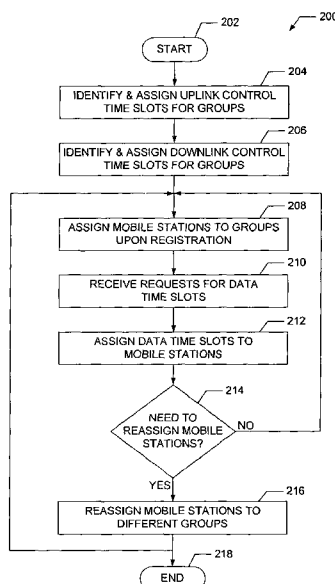 200
202
START
204
IDENTIFY & ASSIGN UPLINK CONTROL
TIME SLOTS FOR GROUPS
206
IDENTIFY & ASSIGN DOWNLINK CONTROL
TIME SLOTS FOR GROUPS
208
ASSIGN MOBILE STATIONS TO GROUPS
UPON REGISTRATION
210
RECEIVE REQUESTS FOR DATA
TIME SLOTS
212
ASSIGN DATA TIME SLOTS TO
MOBILE STATIONS
214
NEED TO
REASSIGN MOBILE
STATIONS?
NO
YES
216
REASSIGN MOBILE STATIONS TO
DIFFERENT GROUPS
218
END